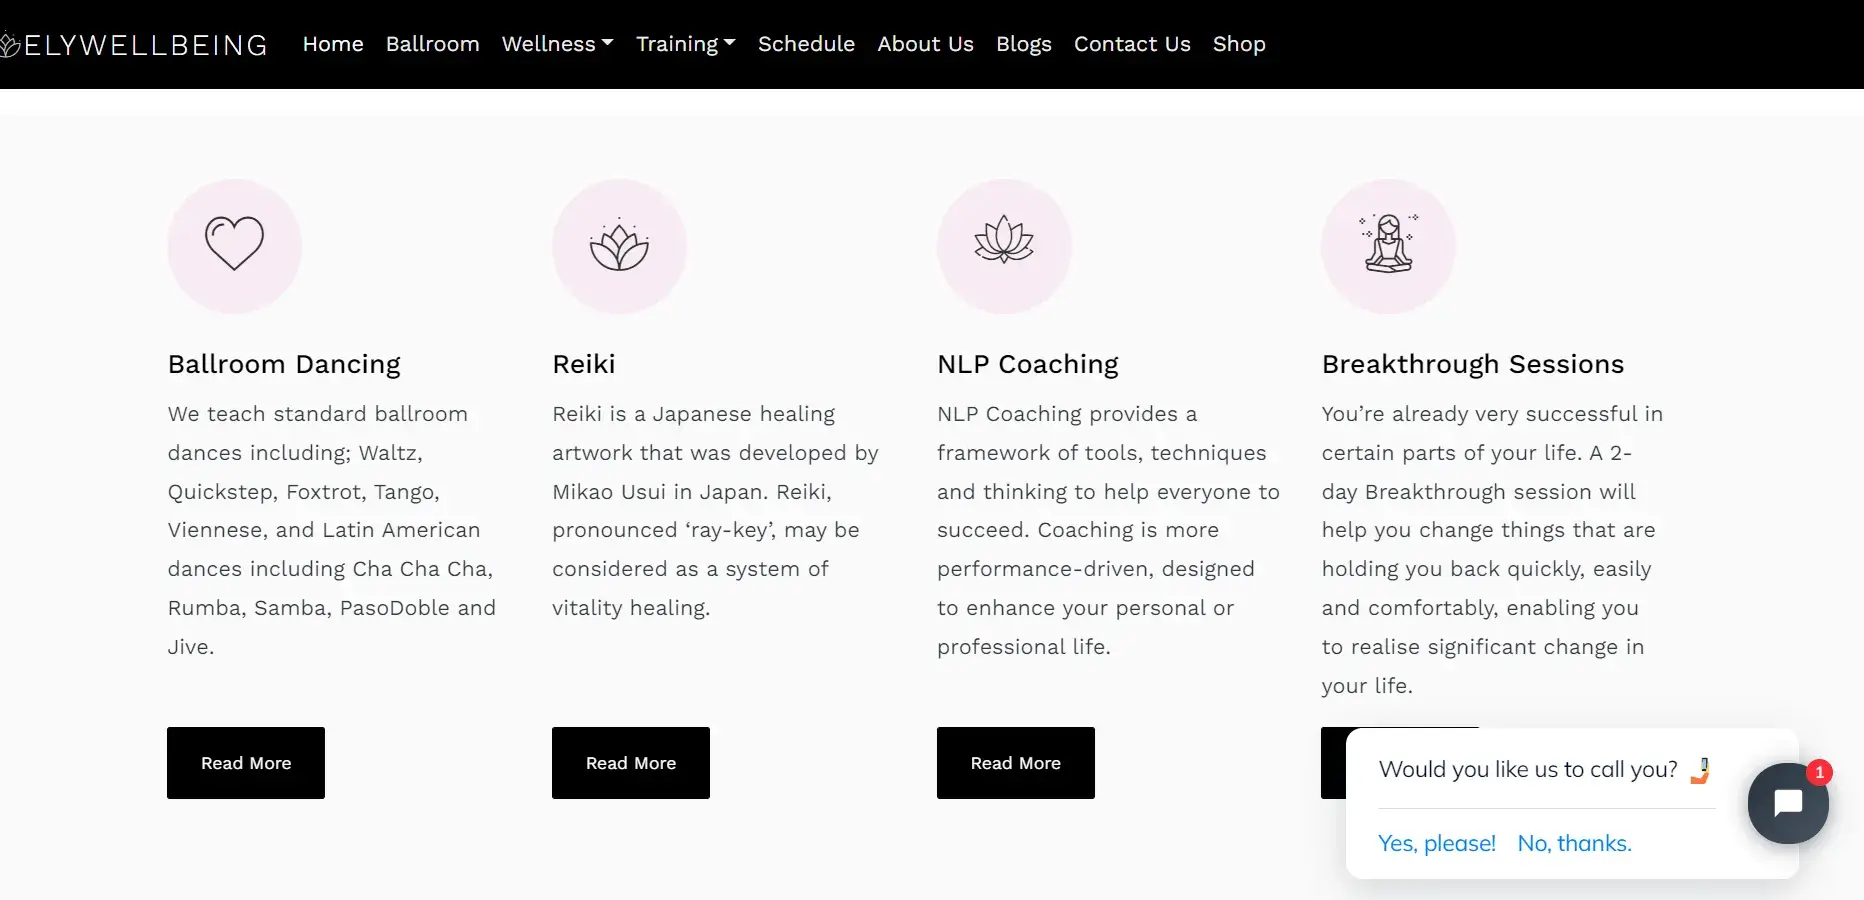 ELYWELLBEING Home Ballroom Wellness Training Schedule About Us Blogs Contact Us Shop
Ballroom Dancing
We teach standard ballroom
dances including; Waltz,
Quickstep, Foxtrot, Tango,
Viennese, and Latin American
dances including Cha Cha Cha,
Rumba, Samba, PasoDoble and
Jive.
Read More
Reiki
Reiki is a Japanese healing
artwork that was developed by
Mikao Usui in Japan. Reiki,
pronounced ‘ray-key’, may be
considered as a system of
vitality healing.
Read More
NLP Coaching
NLP Coaching provides a
framework of tools, techniques
and thinking to help everyone to
succeed. Coaching is more
performance-driven, designed
to enhance your personal or
professional life.
Read More
Breakthrough Sessions
You’re already very successful in
certain parts of your life. A 2-
day Breakthrough session will
help you change things that are
holding you back quickly, easily
and comfortably, enabling you
to realise significant change in
your life.
Would you like us to call you?
Yes, please! No, thanks.
1